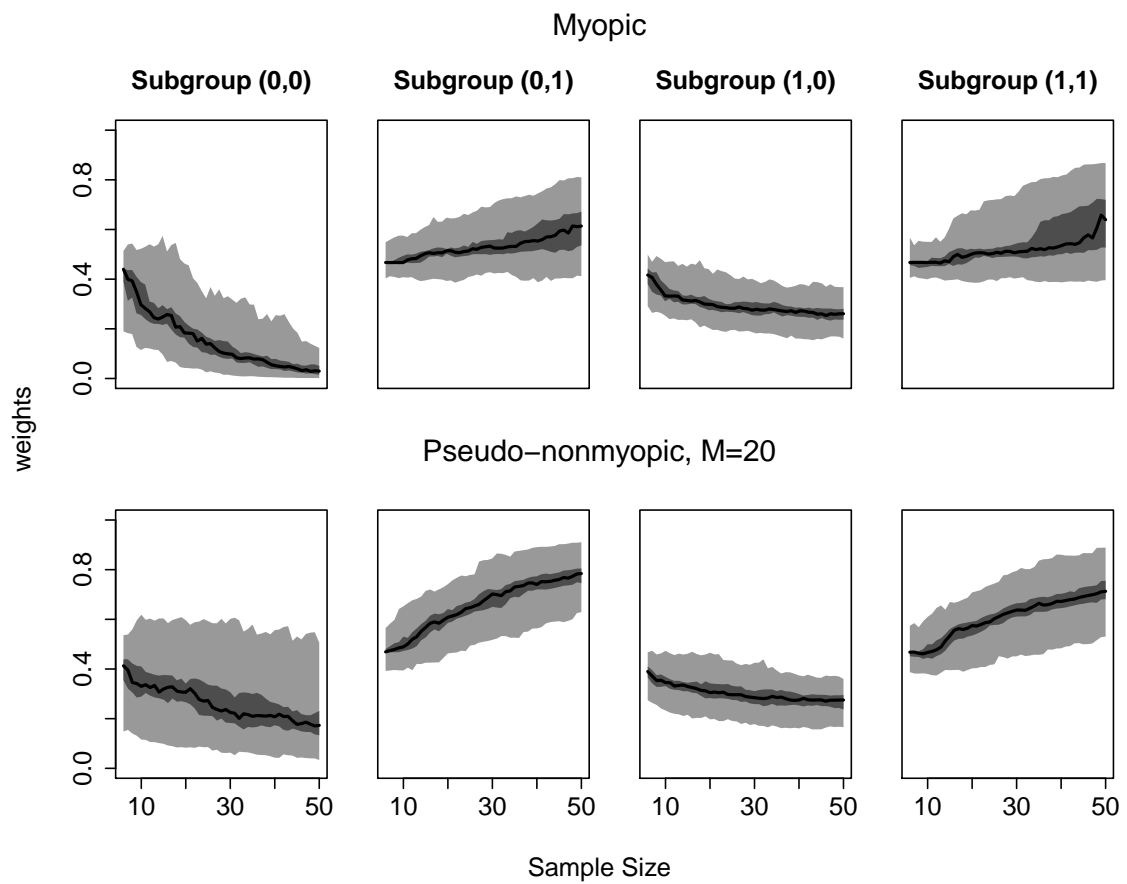 Myopic
Subgroup (0,0) Subgroup (0,1) Subgroup (1,0) Subgroup (1,1)
0.8
0.4
0.0
weights
Pseudo−nonmyopic, M=20
0.8
0.4
0.0
10 30 50 10 30 50 10 30 50 10 30 50
Sample Size